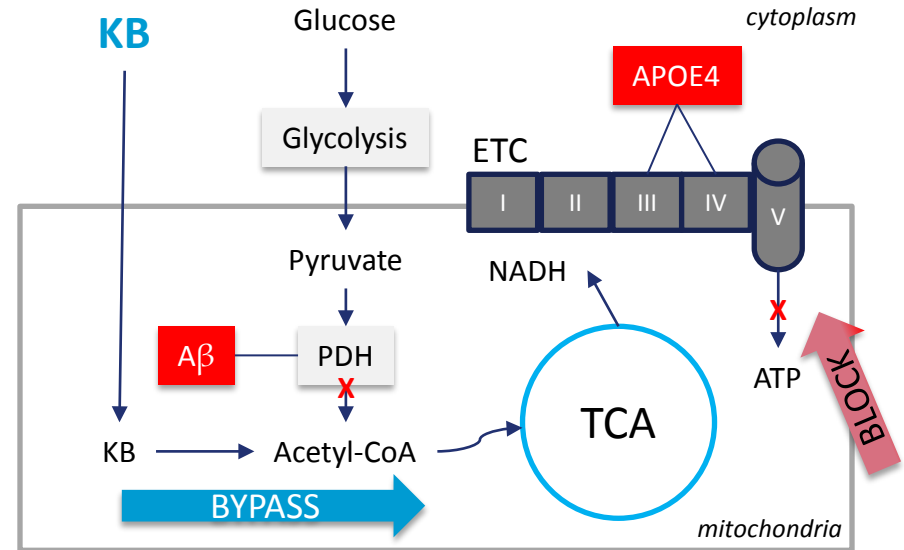 KB
Glucose
cytoplasm
APOE4
Glycolysis
ETC
I
II
III
IV
V
Pyruvate
NADH
Aβ
PDH
X
X
ATP
BLOCK
KB
Acetyl-CoA
TCA
BYPASS
mitochondria